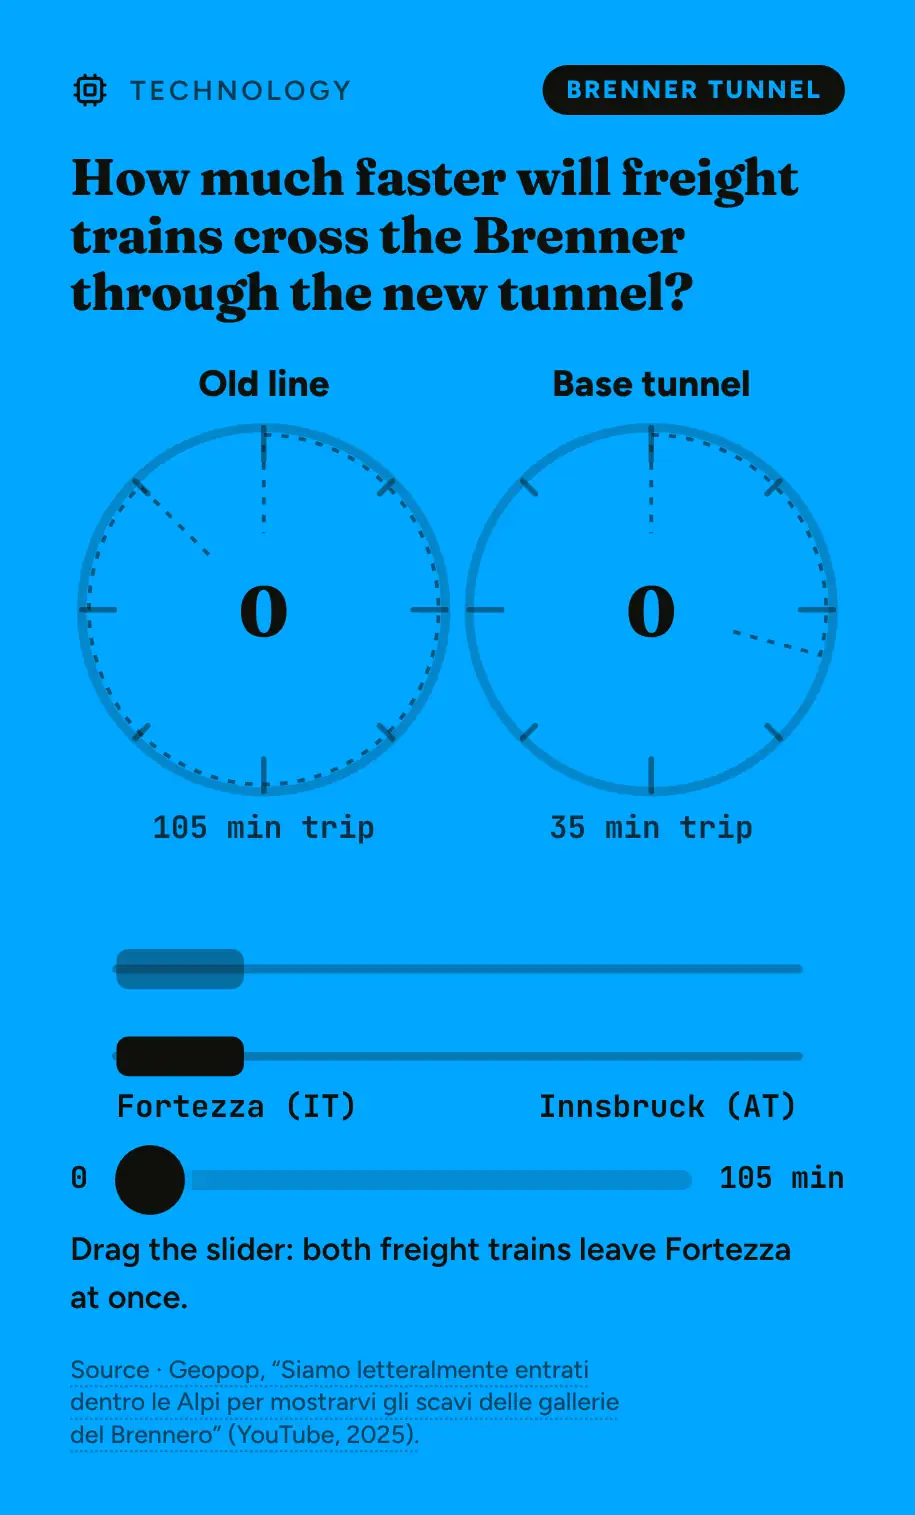 TECHNOLOGY
BRENNER TUNNEL
How much faster will freight
trains cross the Brenner
through the new tunnel?
Old line
Base tunnel
0
0
105 min trip
35 min trip
Fortezza (IT)
Innsbruck (AT)
0
105 min
Drag the slider: both freight trains leave Fortezza
at once.
Source · Geopop, “Siamo letteralmente entrati
dentro le Alpi per mostrarvi gli scavi delle gallerie
del Brennero” (YouTube, 2025).